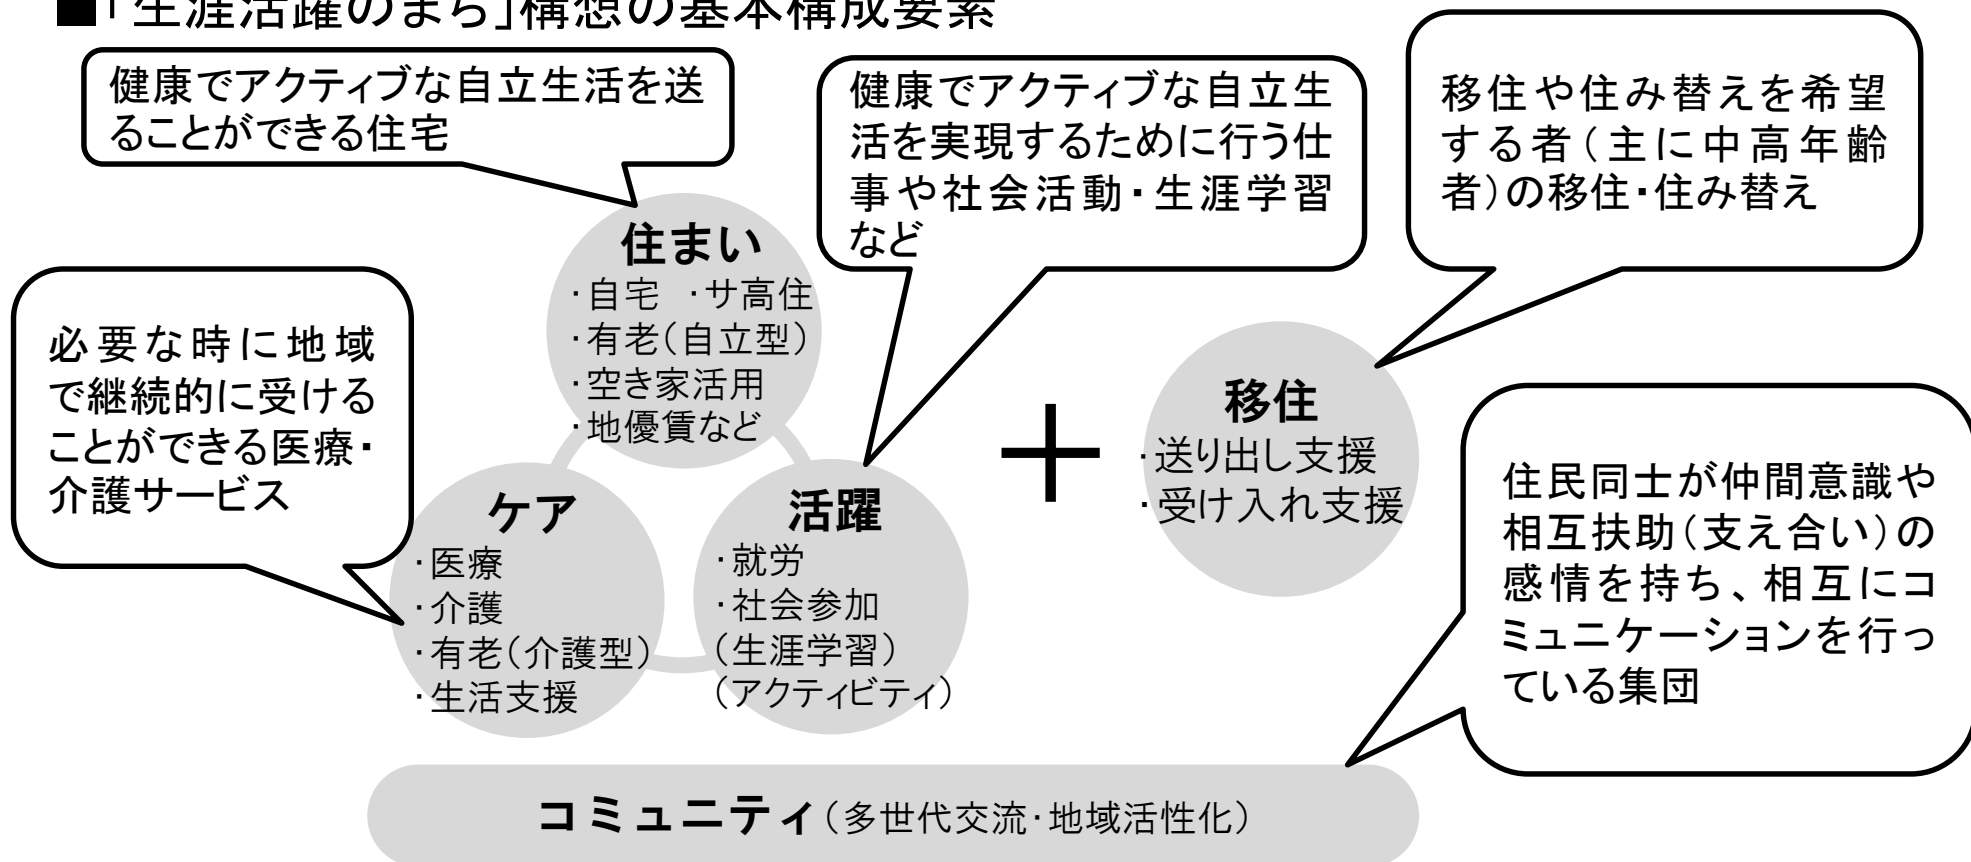 ■「生涯活躍のまち」構想の基本構成要素
健康でアクティブな自立生活を送
ることができる住宅
健康でアクティブな自立生
活を実現するために行う仕
事や社会活動・生涯学習
など
移住や住み替えを希望
する者(主に中高年齢
者)の移住・住み替え
必要な時に地域
で継続的に受ける
ことができる医療・
介護サービス
住まい
・自宅 ・サ高住
・有老(自立型)
・空き家活用
・地優賃など
ケア
・医療
・介護
・有老(介護型)
・生活支援
活躍
・就労
・社会参加
(生涯学習)
(アクティビティ)
＋
移住
・送り出し支援
・受け入れ支援
住民同士が仲間意識や
相互扶助(支え合い)の
感情を持ち、相互にコ
ミュニケーションを行っ
ている集団
コミュニティ(多世代交流・地域活性化)